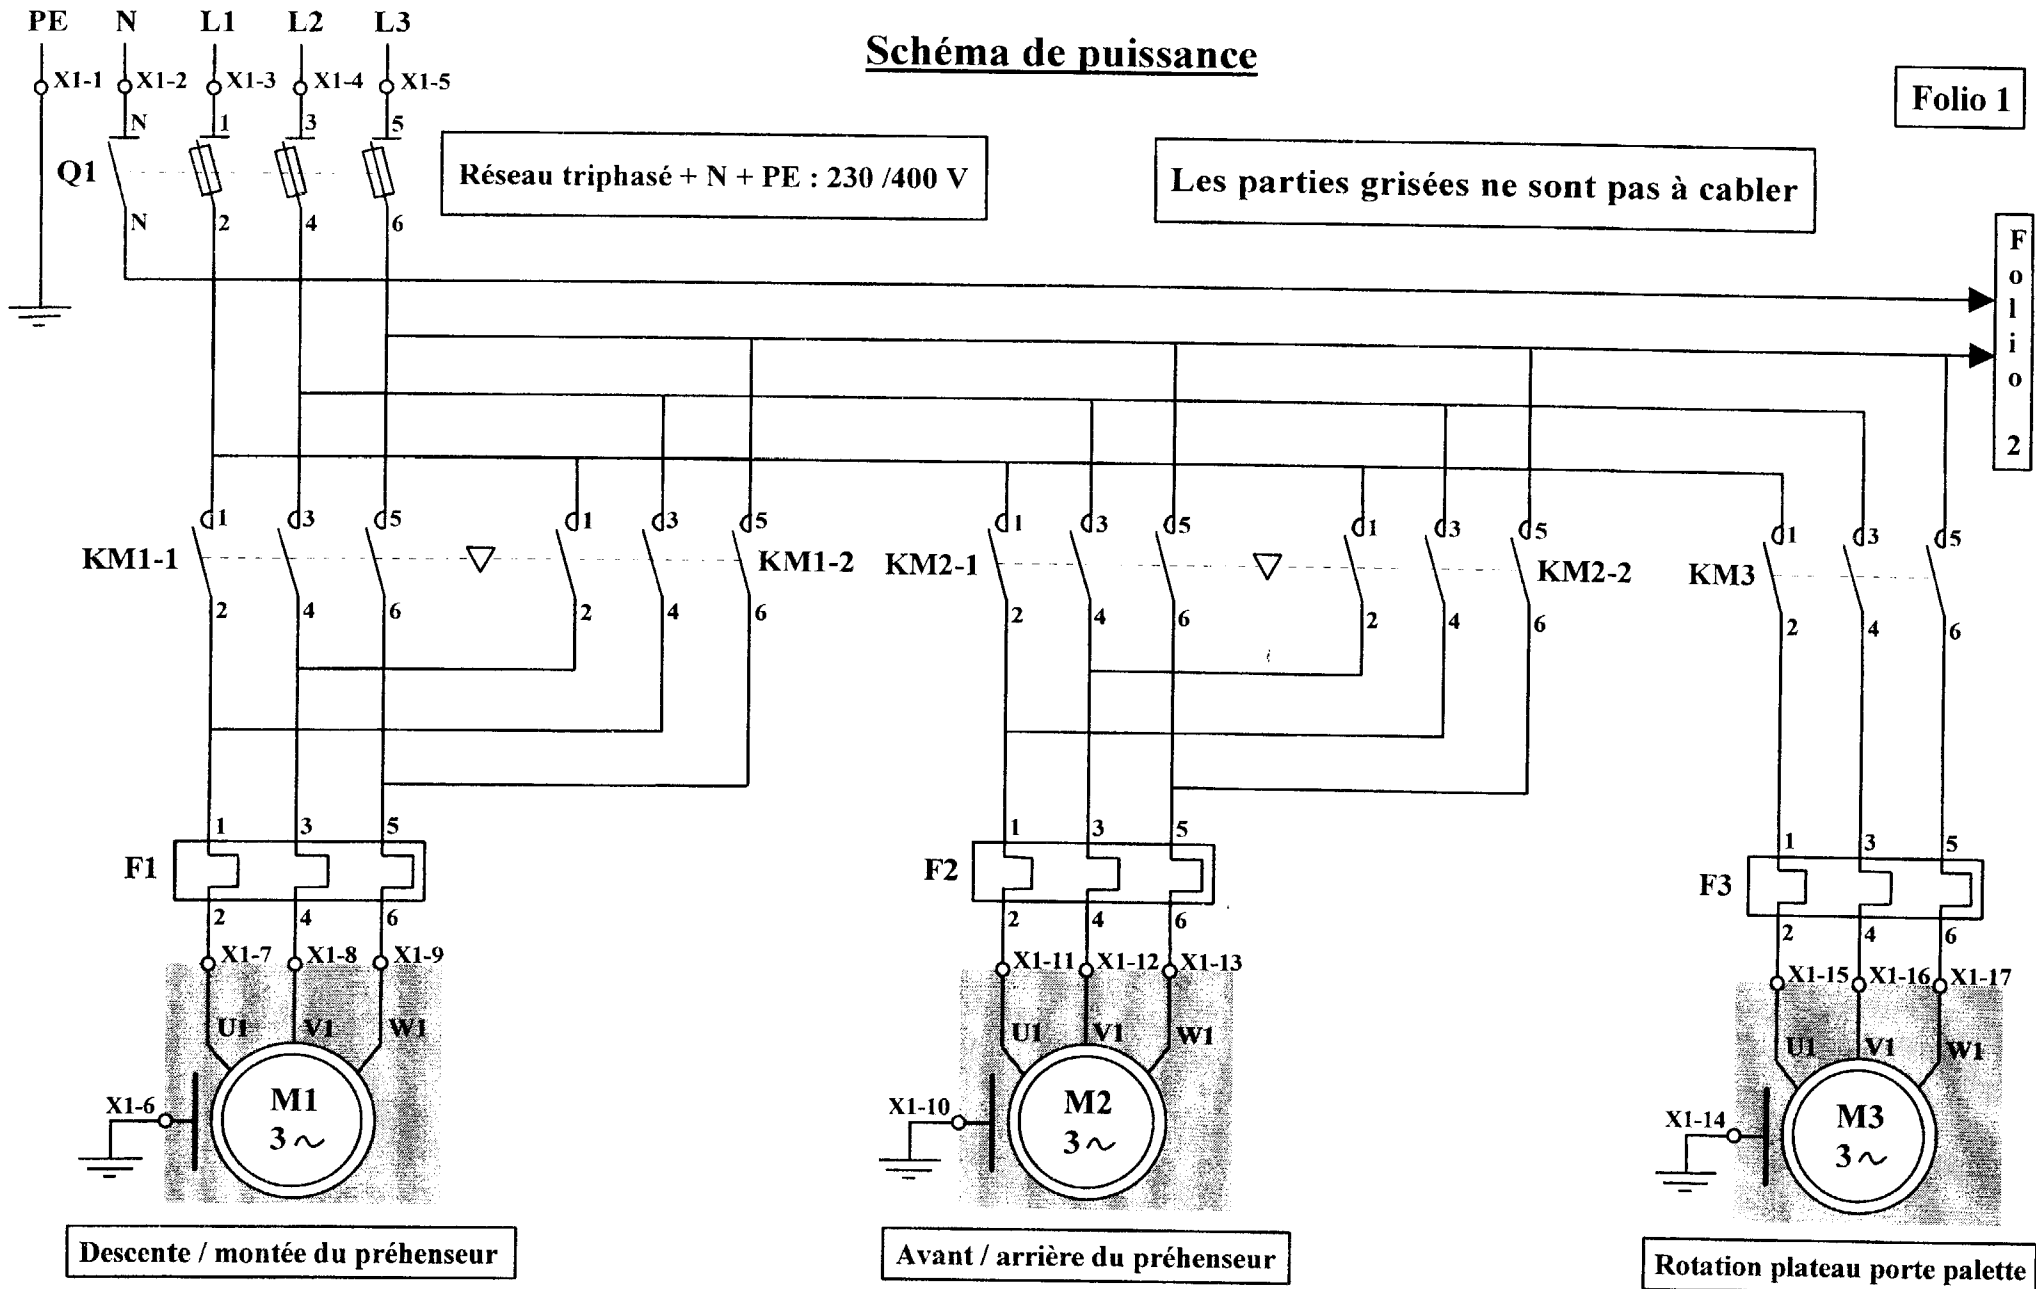 PE N L1 L2 L3
Schéma de puissance
Folio 1
X1-1 X1-2 X1-3 X1-4 X1-5
N 1 3 5
Q1
Réseau triphasé + N + PE : 230 /400 V
Les parties grisées ne sont pas à cabler
N 2 4 6
Folio 2
1 3 5 1 3 5 1 3 5 1 3 5 1 3 5
KM1-1 KM1-2 KM2-1 KM2-2 KM3
2 4 6 2 4 6 2 4 6 2 4 6 2 4 6
1 3 5 1 3 5 1 3 5
F1 F2 F3
2 4 6 2 4 6 2 4 6
X1-7 X1-8 X1-9 X1-11 X1-12 X1-13 X1-15 X1-16 X1-17
U1 V1 W1 U1 V1 W1 U1 V1 W1
X1-6 M1 X1-10 M2 X1-14 M3
3 ~ 3 ~ 3 ~
Descente / montée du préhenseur
Avant / arrière du préhenseur
Rotation plateau porte palette